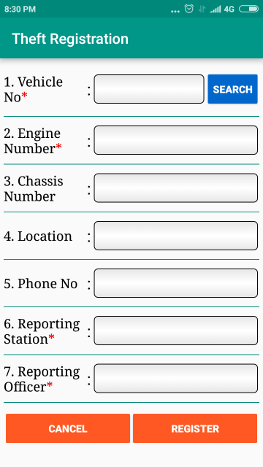 8:30 PM ... 4G
Theft Registration
1. Vehicle
No* :
SEARCH
2. Engine
Number* :
3. Chassis
Number :
4. Location :
5. Phone No :
6. Reporting
Station* :
7. Reporting
Officer* :
CANCEL REGISTER